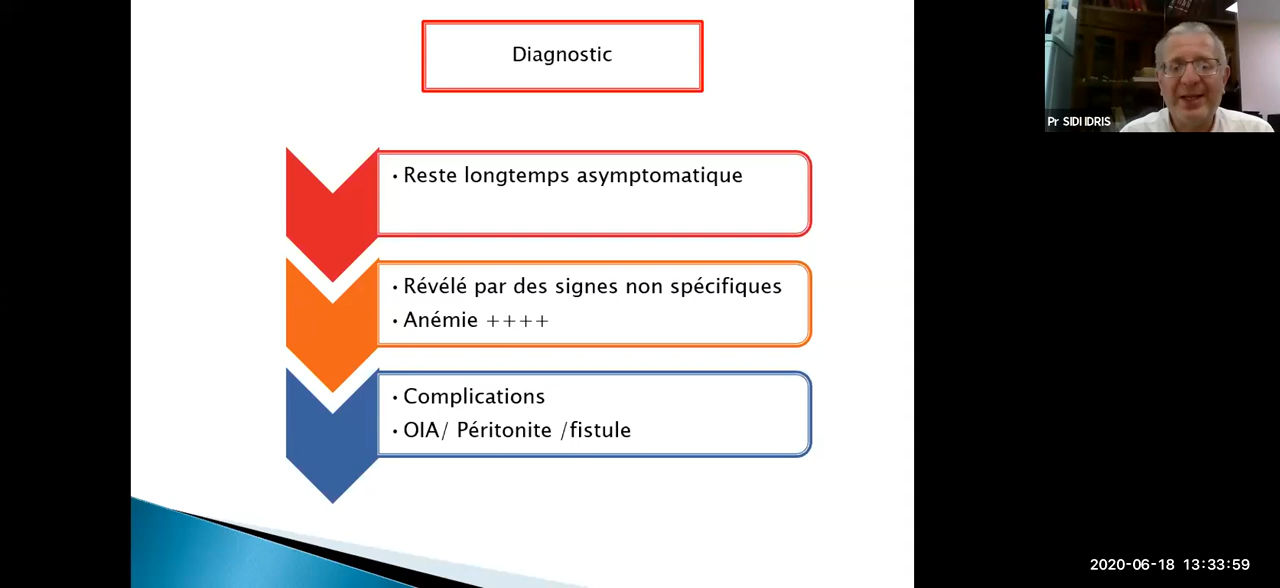 Diagnostic
• Reste longtemps asymptomatique
• Révélé par des signes non spécifiques
• Anémie ++++
• Complications
• OIA/ Péritonite /fistule
Pr SIDI IDRIS
2020-06-18 13:33:59